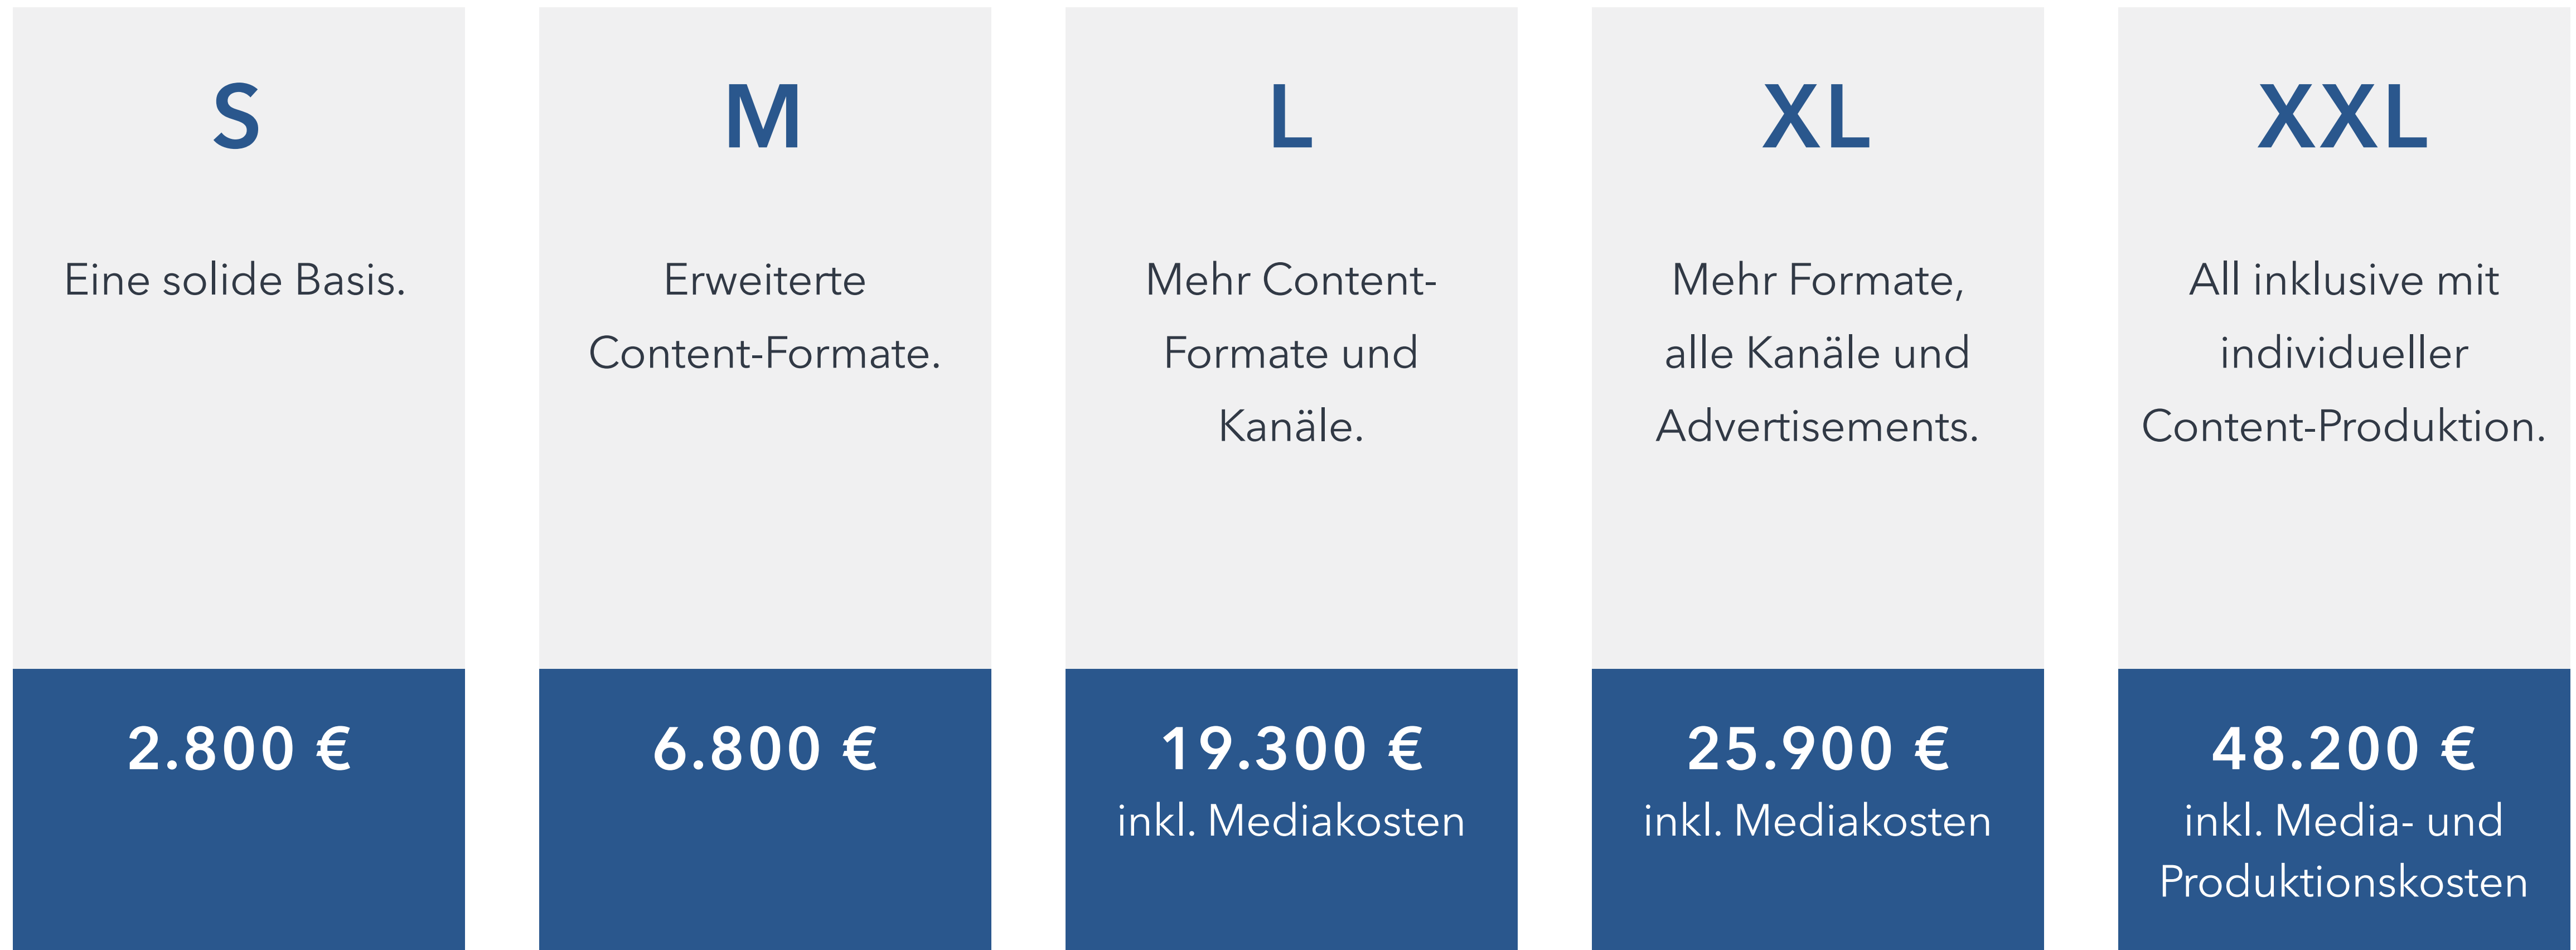 S
Eine solide Basis.
2.800 €
M
Erweiterte
Content-Formate.
6.800 €
L
Mehr Content-
Formate und
Kanäle.
19.300 €
inkl. Mediakosten
XL
Mehr Formate,
alle Kanäle und
Advertisements.
25.900 €
inkl. Mediakosten
XXL
All inklusive mit
individueller
Content-Produktion.
48.200 €
inkl. Media- und
Produktionskosten